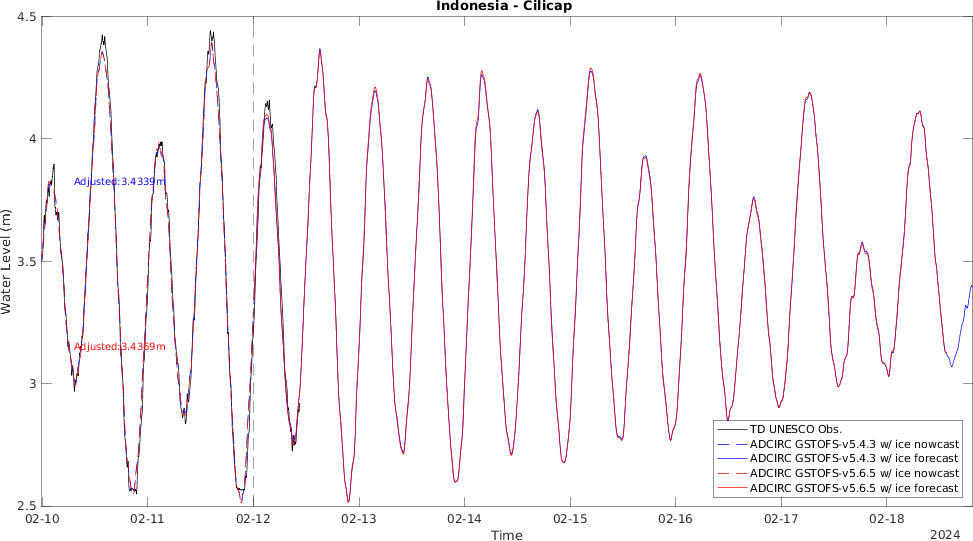 Indonesia - Cilicap
4.5
4
3.5
3
2.5
Water Level (m)
Adjusted:3.4339m
Adjusted:3.4369m
TD UNESCO Obs.
ADCIRC GSTOFS-v5.4.3 w/ ice nowcast
ADCIRC GSTOFS-v5.4.3 w/ ice forecast
ADCIRC GSTOFS-v5.6.5 w/ ice nowcast
ADCIRC GSTOFS-v5.6.5 w/ ice forecast
02-10 02-11 02-12 02-13 02-14 02-15 02-16 02-17 02-18
Time
2024